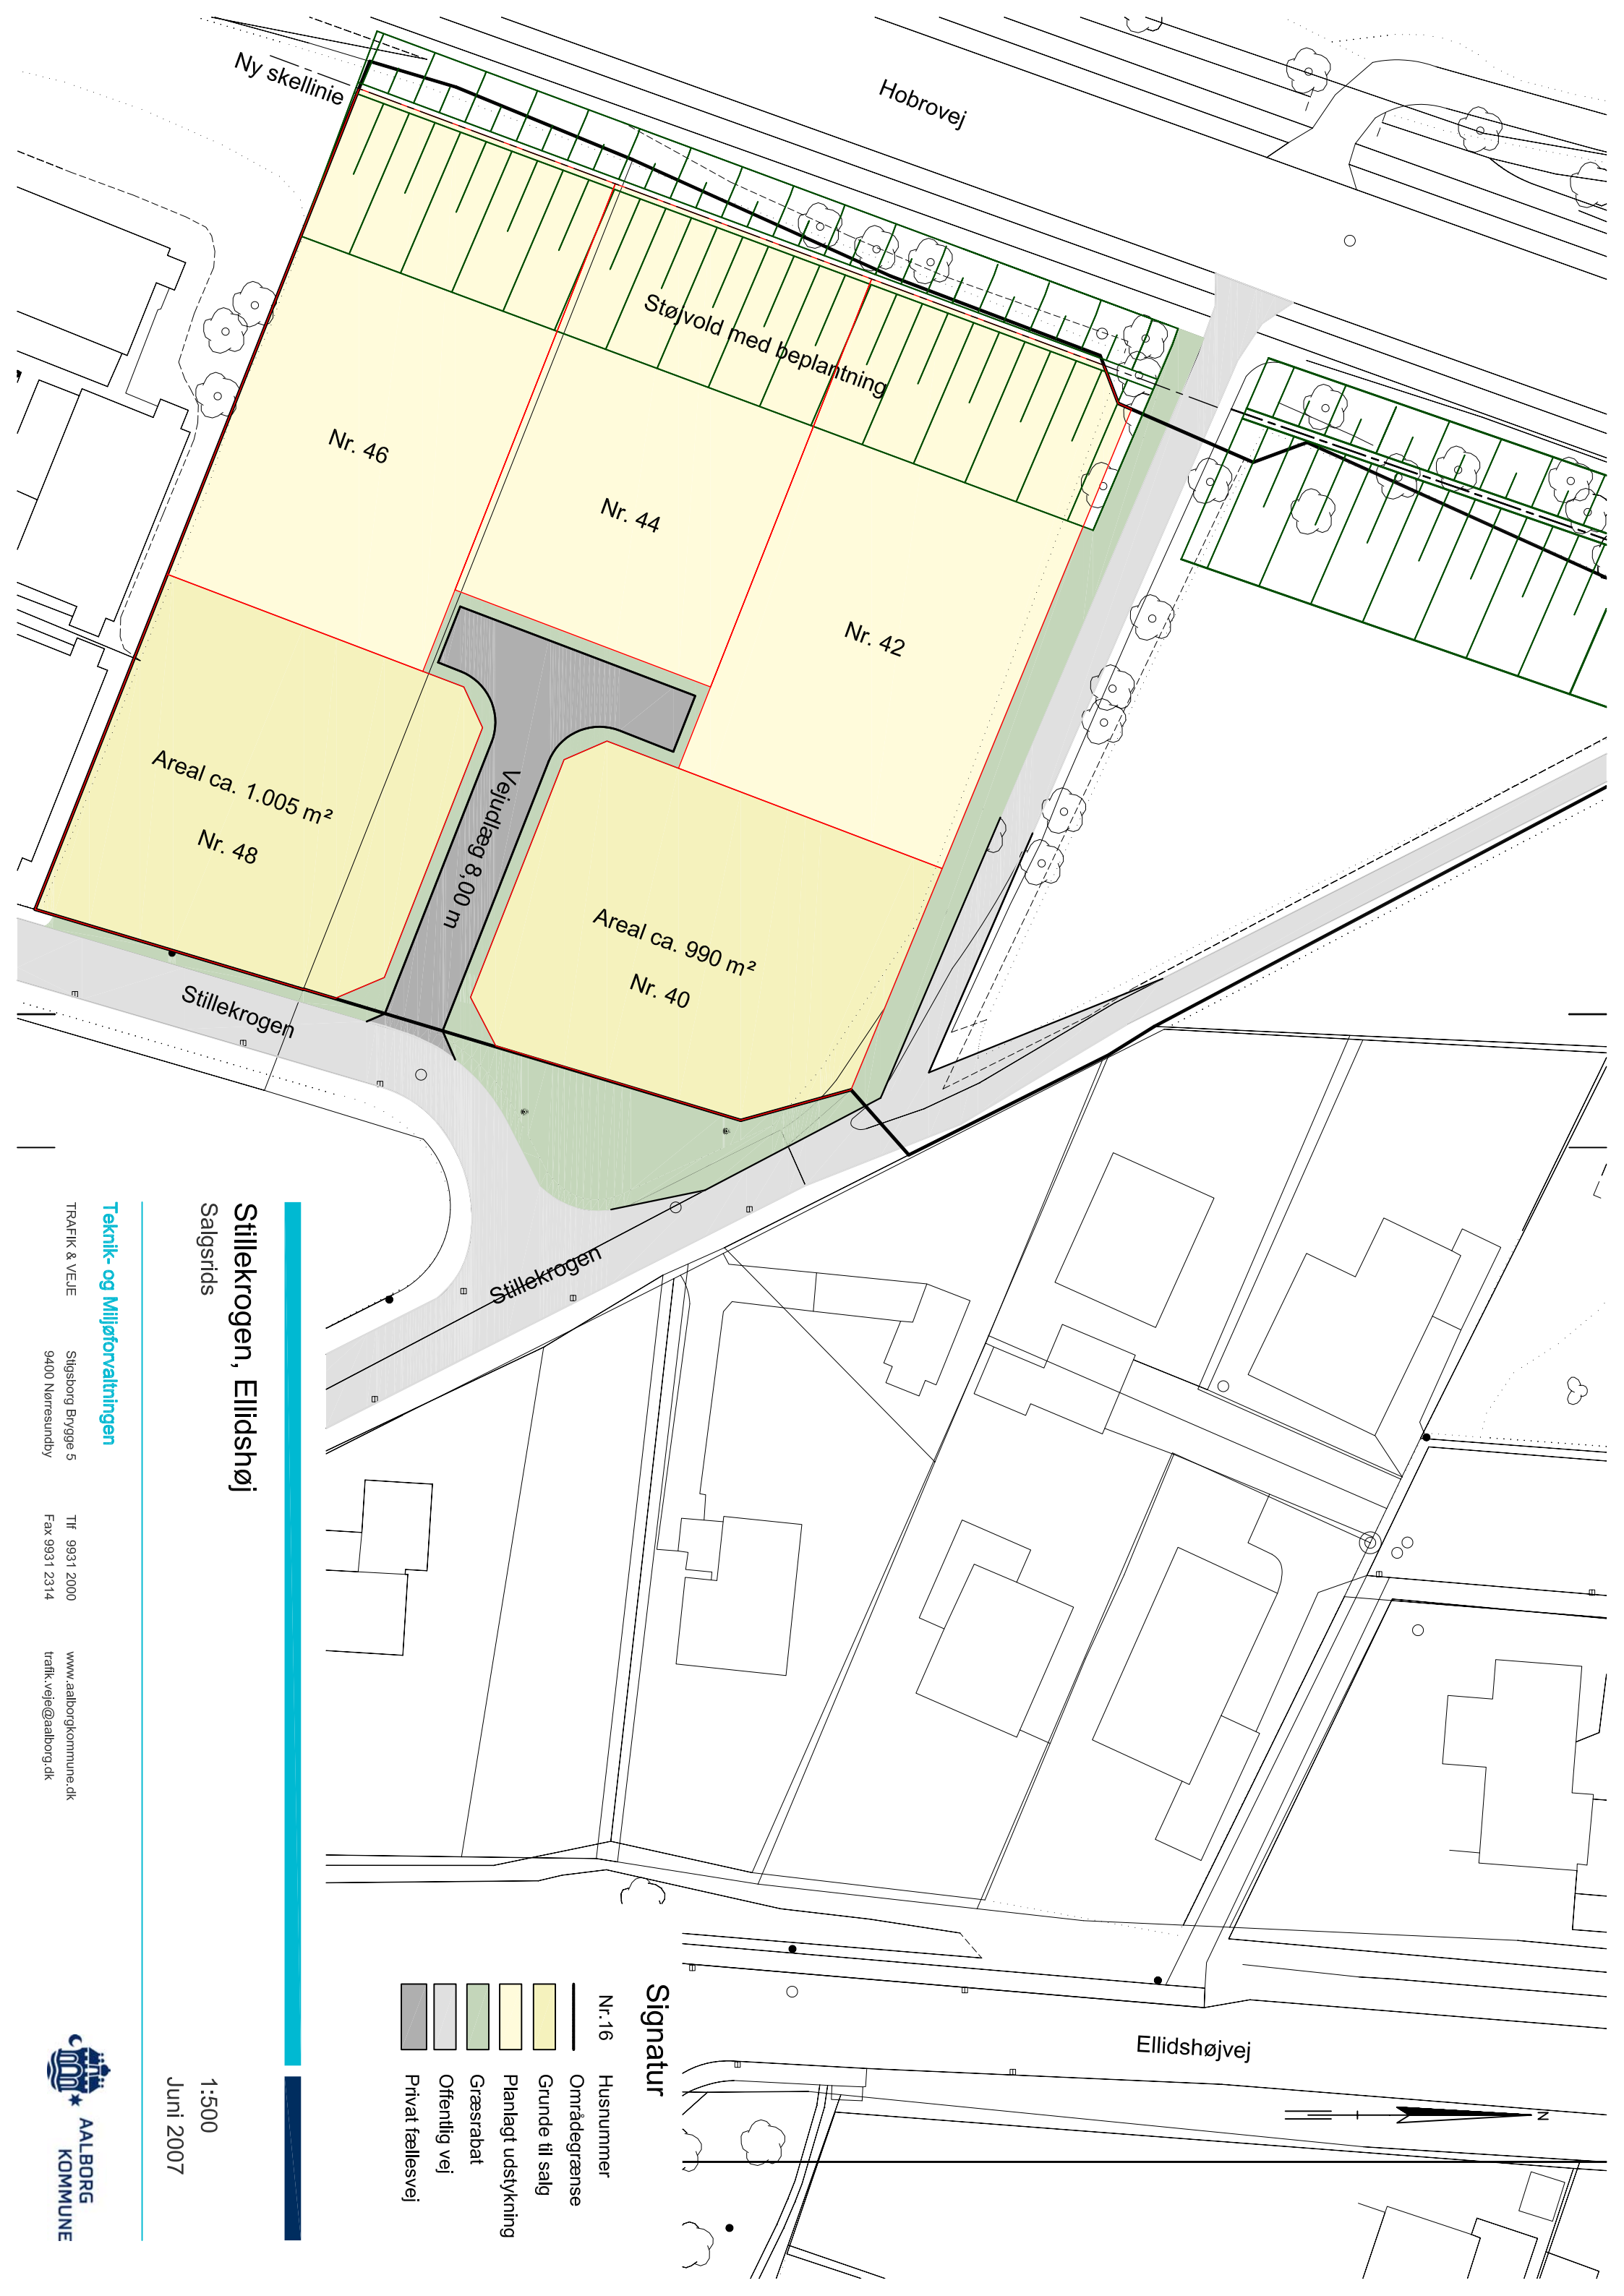 Ny skellinie
Hobrovej
Støjvold med beplantning
Nr. 46
Nr. 44
Nr. 42
Areal ca. 1.005 m²
Nr. 48
Vejudlæg 8,00 m
Areal ca. 990 m²
Nr. 40
Stillekrogen
Stillekrogen
Ellidshøjvej
N
Signatur
Nr.16 Husnummer
Områdegrænse
Grunde til salg
Planlagt udstykning
Græsrabat
Offentlig vej
Privat fællesvej
Stillekrogen, Ellidshøj
Salgsrids
1:500
Juni 2007
Teknik- og Miljøforvaltningen
TRAFIK & VEJE Stigsborg Brygge 5 Tlf 9931 2000 www.aalborgkommune.dk
9400 Nørresundby Fax 9931 2314 trafik.veje@aalborg.dk
AALBORG
KOMMUNE